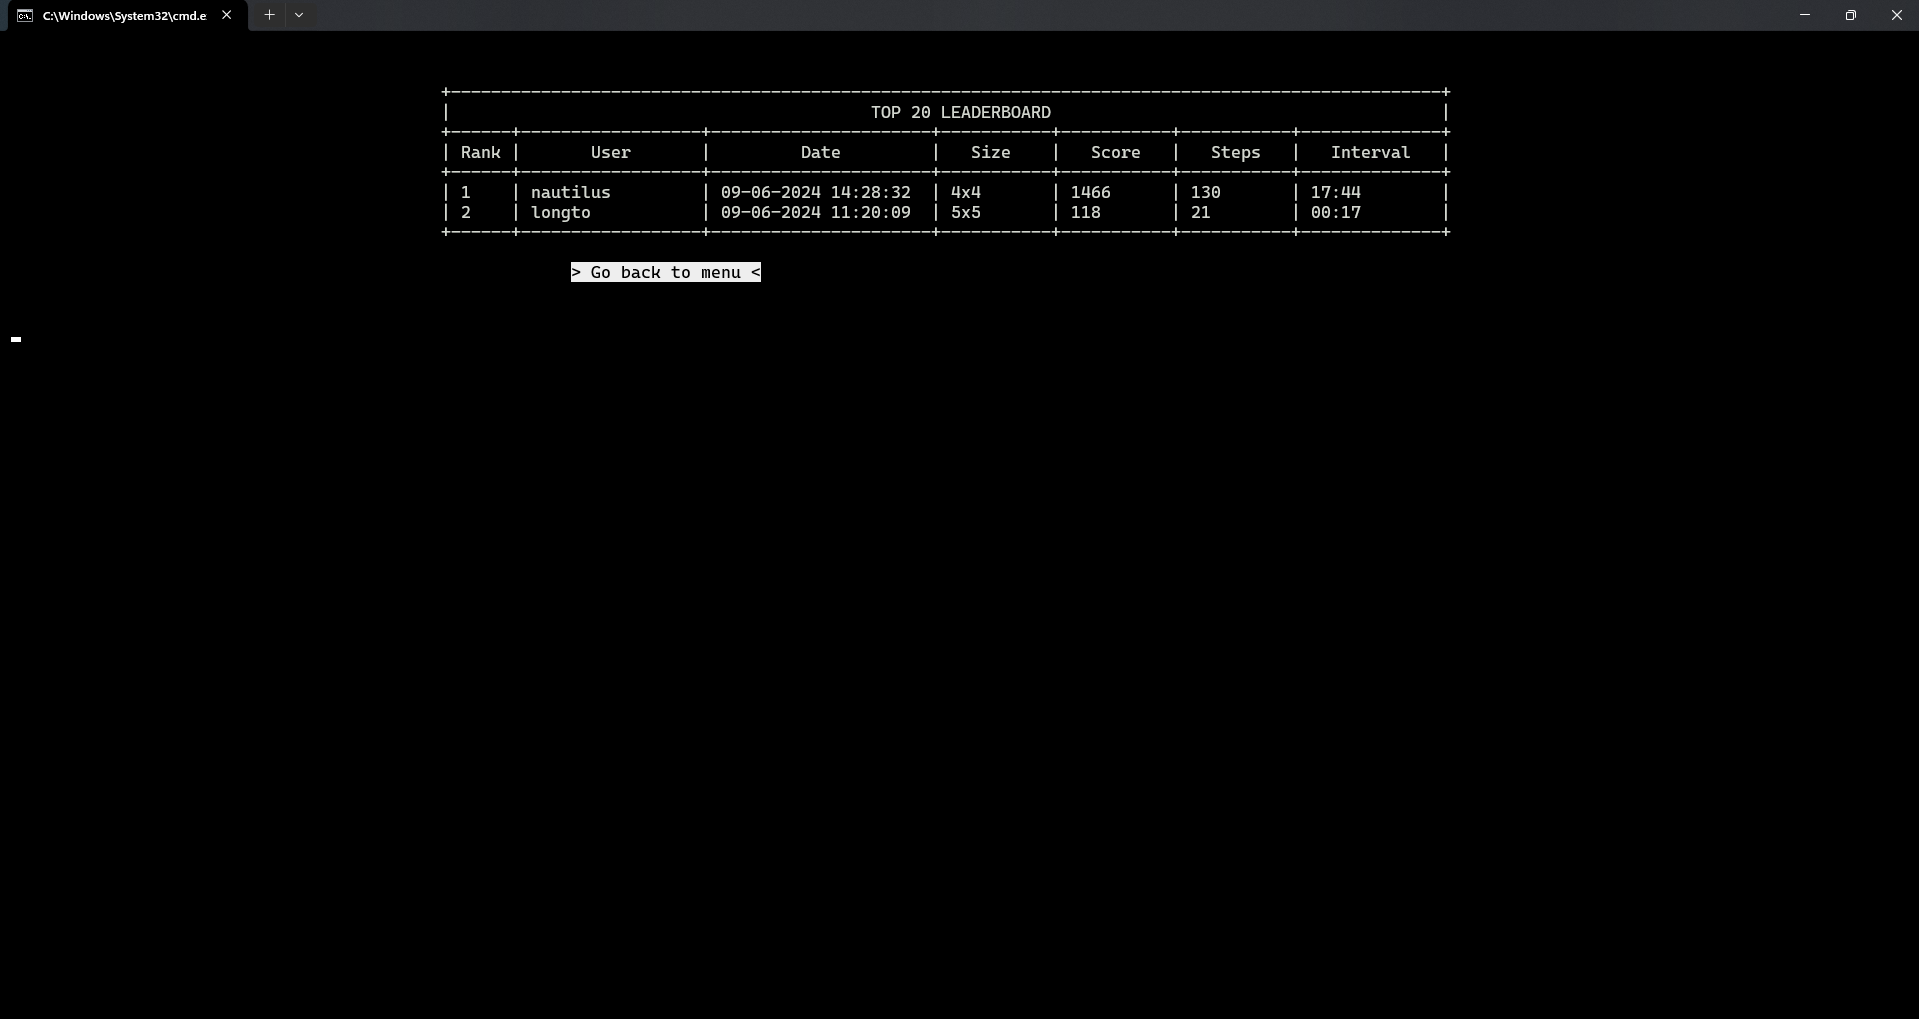 C:\Windows\System32\cmd.e
TOP 20 LEADERBOARD
| Rank | User | Date | Size | Score | Steps | Interval |
| 1 | nautilus | 09-06-2024 14:28:32 | 4x4 | 1466 | 130 | 17:44 |
| 2 | longto | 09-06-2024 11:20:09 | 5x5 | 118 | 21 | 00:17 |
> Go back to menu <